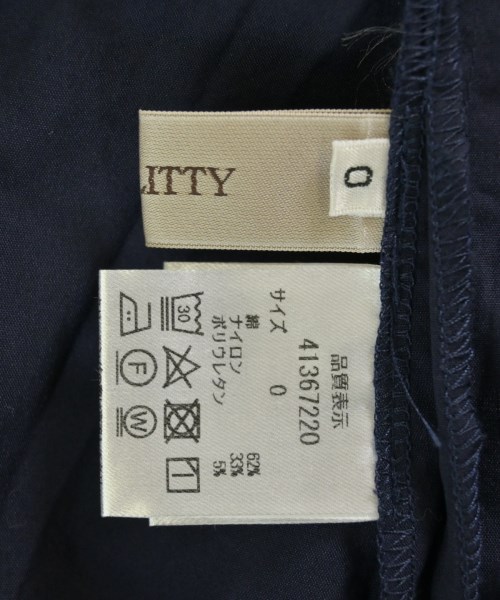 LITTY
0
品質表示
41367220
サイズ 0
綿 62%
ナイロン 33%
ポリウレタン 5%
30
F W